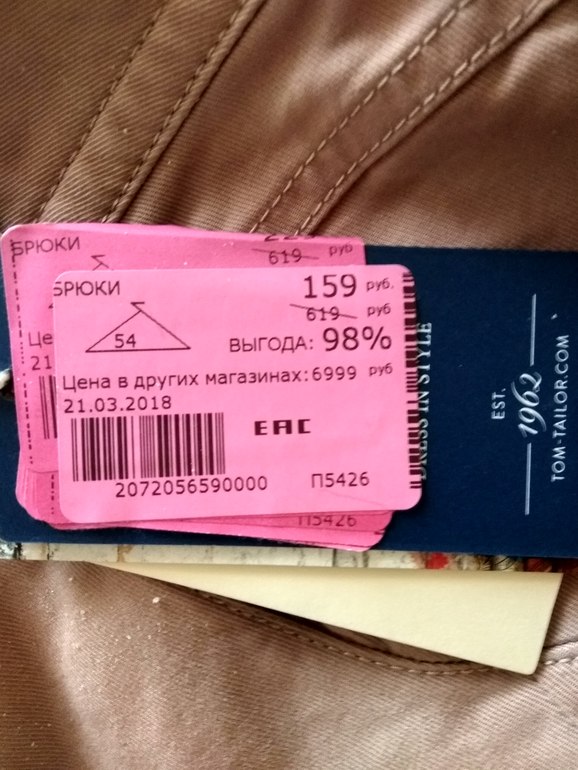 БРЮКИ
619 руб
БРЮКИ
159 руб.
619 руб
54
ВЫГОДА: 98%
Цена в других магазинах: 6999 руб
21.03.2018
ЕАС
2072056590000 П5426
П5426
DRESS IN STYLE
EST.
1962
TOM-TAILOR.COM